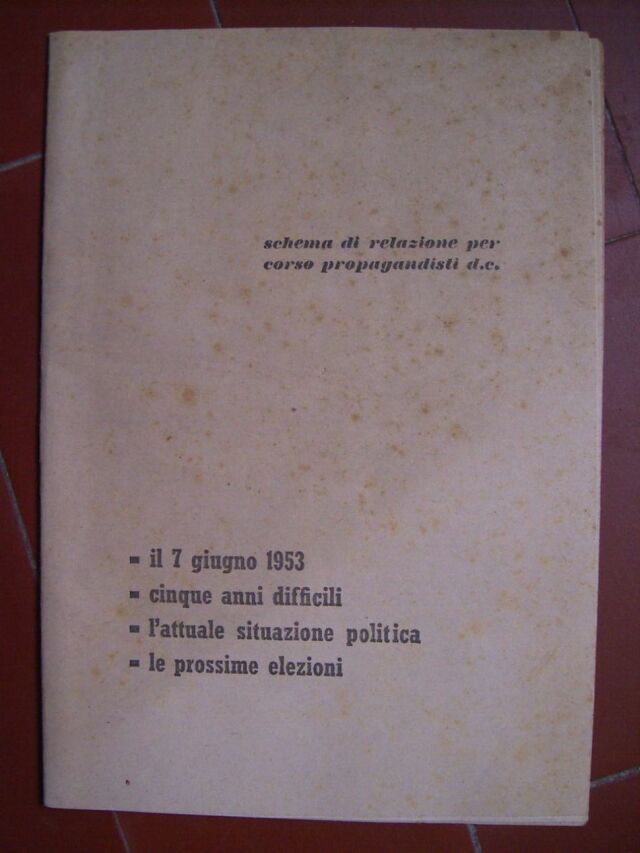 schema di relazione per
corso propagandisti d.c.
- il 7 giugno 1953
- cinque anni difficili
- l'attuale situazione politica
- le prossime elezioni